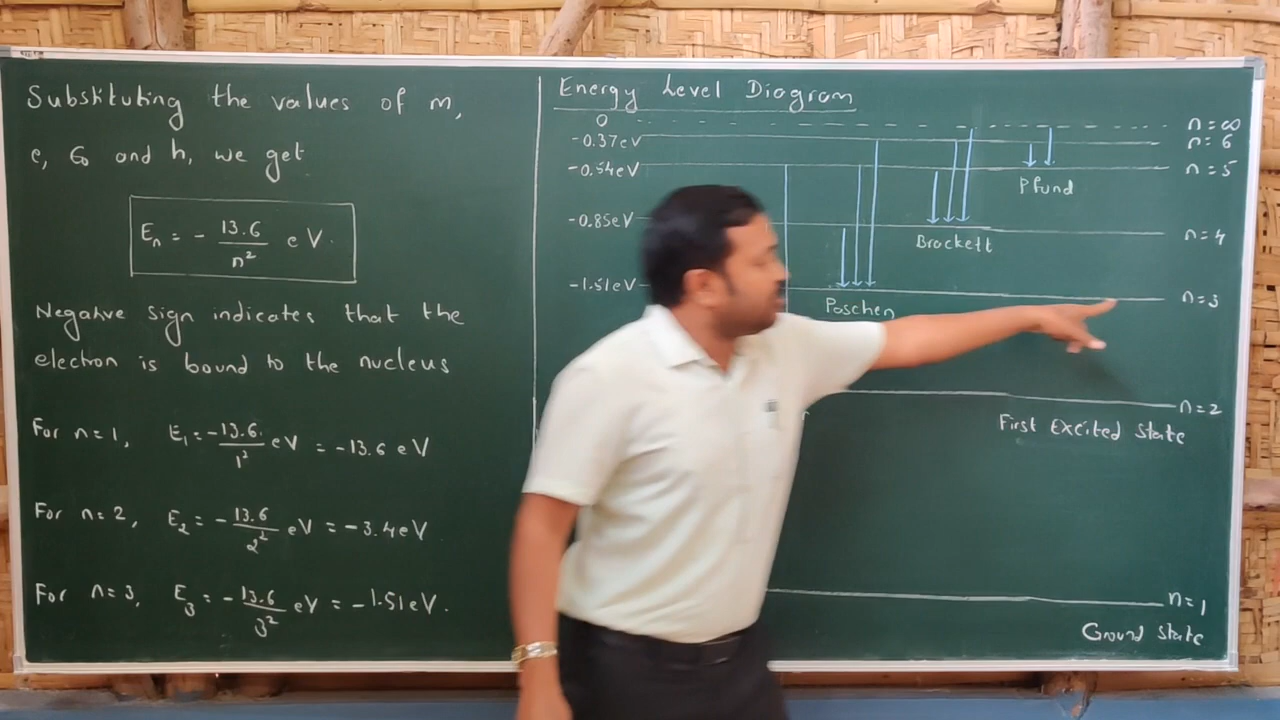 Substituting the values of m,
e, ε₀ and h, we get
Eₙ = - 13.6/n² eV.
Negative sign indicates that the
electron is bound to the nucleus
For n=1, E₁ = -13.6/1² eV = -13.6 eV
For n=2, E₂ = -13.6/2² eV = -3.4 eV
For n=3, E₃ = -13.6/3² eV = -1.51 eV.
Energy Level Diagram
0 n=∞
-0.37eV n=6
-0.54eV n=5
Pfund
-0.85eV n=4
Brackett
-1.51eV n=3
Paschen
n=2
First Excited State
n=1
Ground State